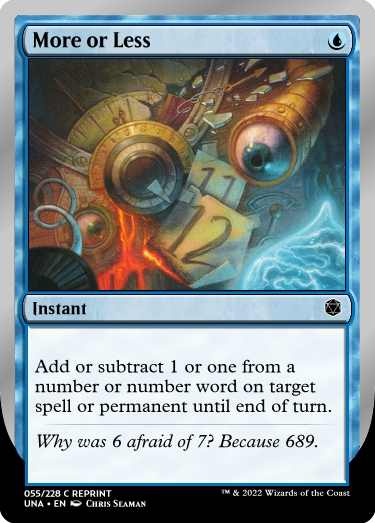 More or Less
11
12
Instant
Add or subtract 1 or one from a
number or number word on target
spell or permanent until end of turn.
Why was 6 afraid of 7? Because 689.
055/228 C REPRINT
UNA • EN Chris Seaman
™ & 2022 Wizards of the Coast